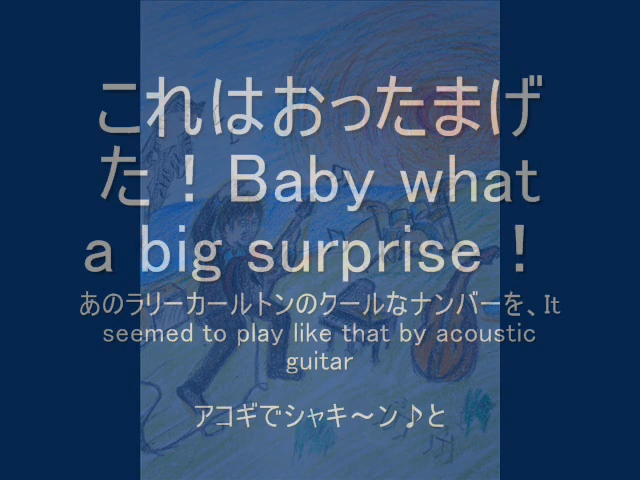 これはおったまげ
た！Baby what
a big surprise！
あのラリーカールトンのクールなナンバーを、It
seemed to play like that by acoustic
guitar
アコギでシャキ～ン♪と